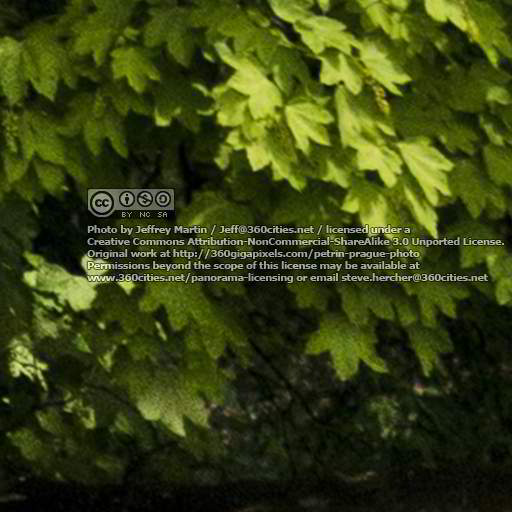 cc
BY NC SA
Photo by Jeffrey Martin / Jeff@360cities.net / licensed under a
Creative Commons Attribution-NonCommercial-ShareAlike 3.0 Unported License.
Original work at http://360gigapixels.com/petrin-prague-photo
Permissions beyond the scope of this license may be available at
www.360cities.net/panorama-licensing or email steve.hercher@360cities.net